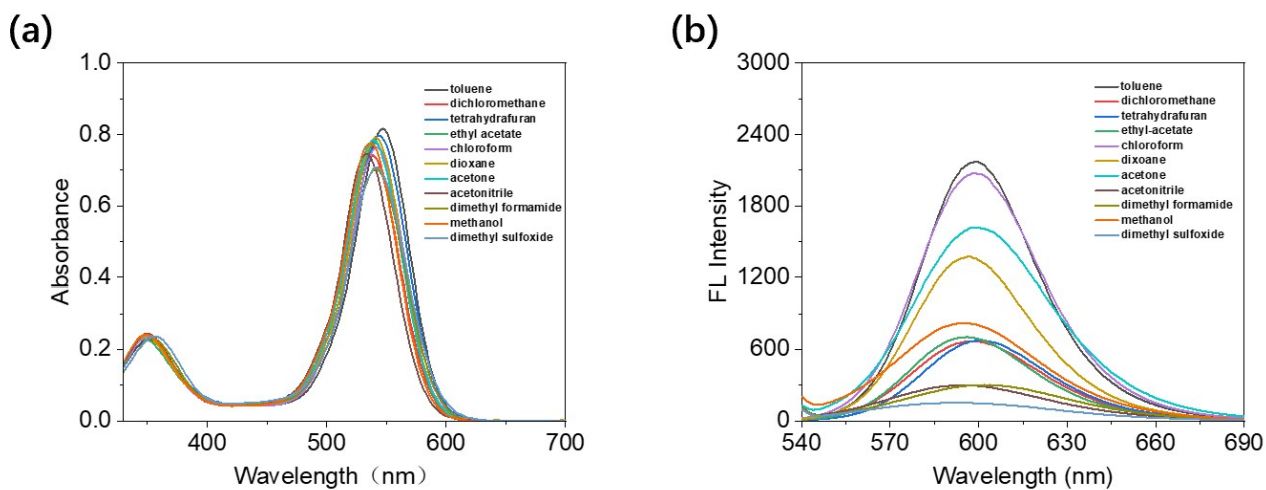 (a)
1.0
0.8
0.6
0.4
0.2
0.0
Absorbance
400
500
600
700
Wavelength（nm）
toluene
dichloromethane
tetrahydrafuran
ethyl acetate
chloroform
dioxane
acetone
acetonitrile
dimethyl formamide
methanol
dimethyl sulfoxide
(b)
3000
2400
1800
1200
600
0
FL Intensity
540
570
600
630
660
690
Wavelength (nm)
toluene
dichloromethane
tetrahydrafuran
ethyl-acetate
chloroform
dixoane
acetone
acetonitrile
dimethyl formamide
methanol
dimethyl sulfoxide